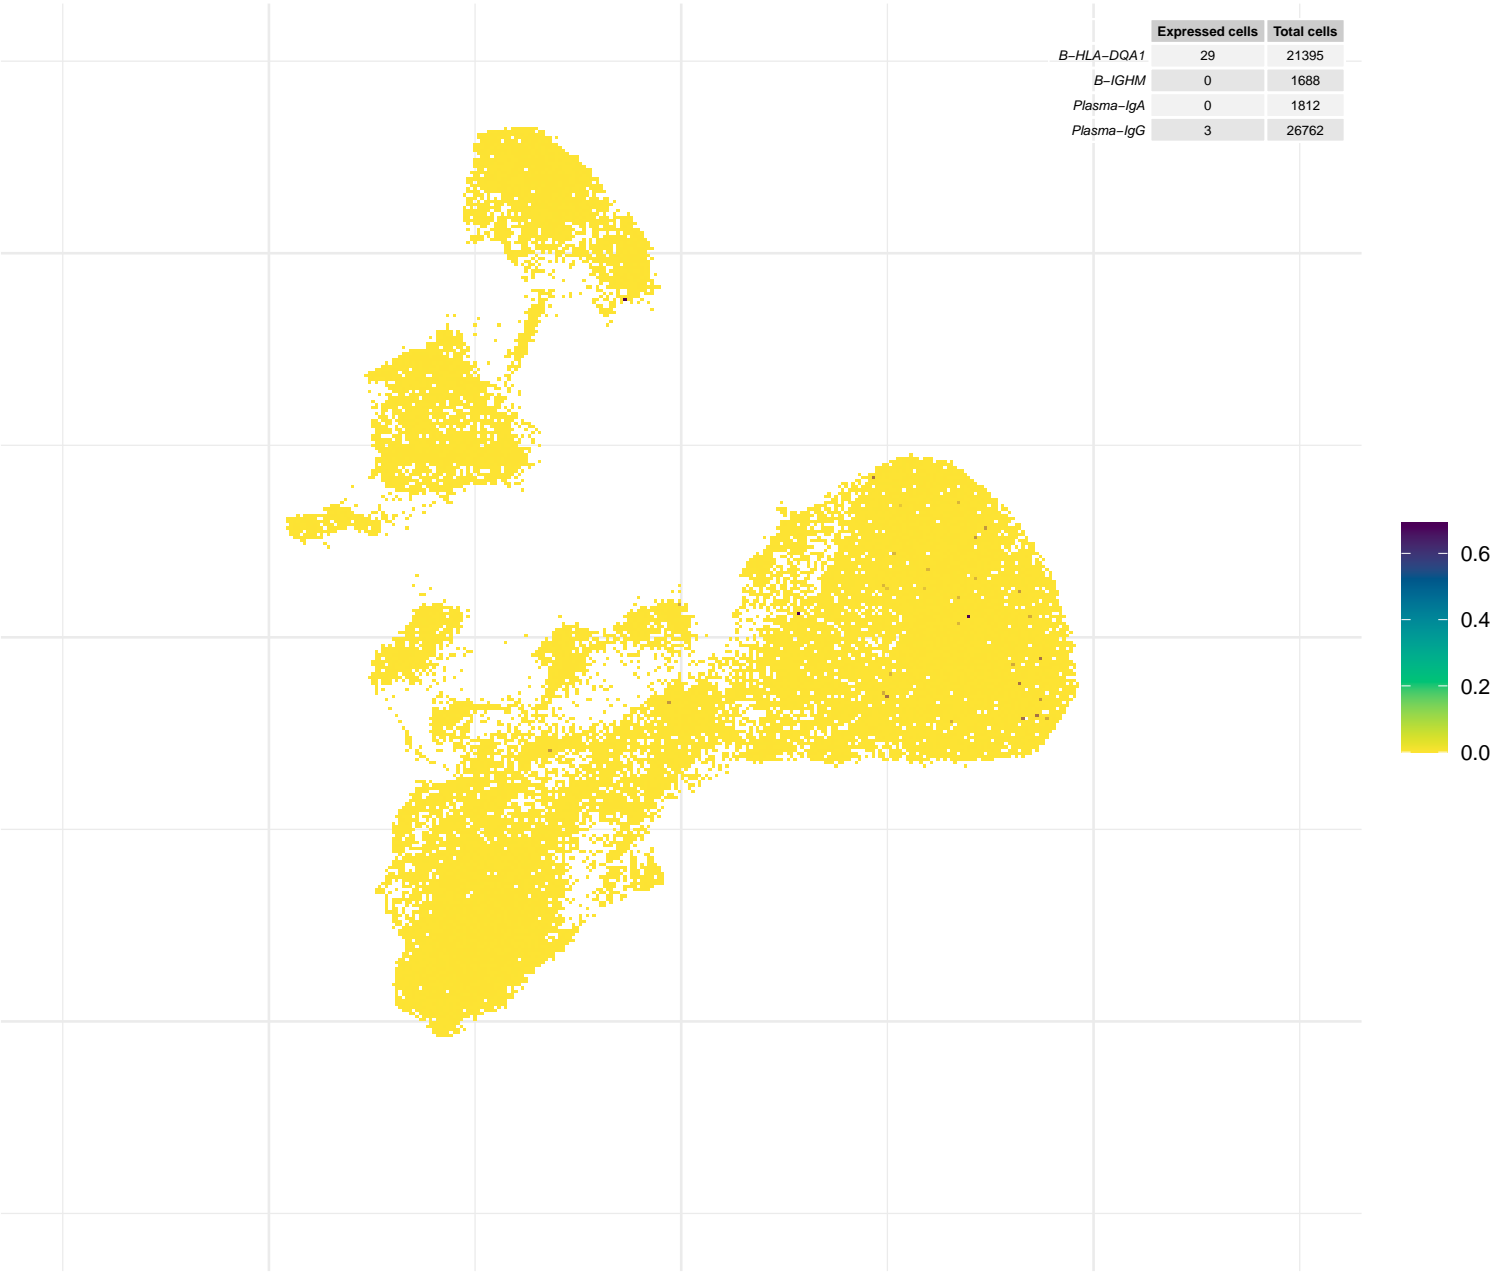 Expressed cells Total cells
B−HLA−DQA1 29 21395
B−IGHM 0 1688
Plasma−IgA 0 1812
Plasma−IgG 3 26762
0.6
0.4
0.2
0.0